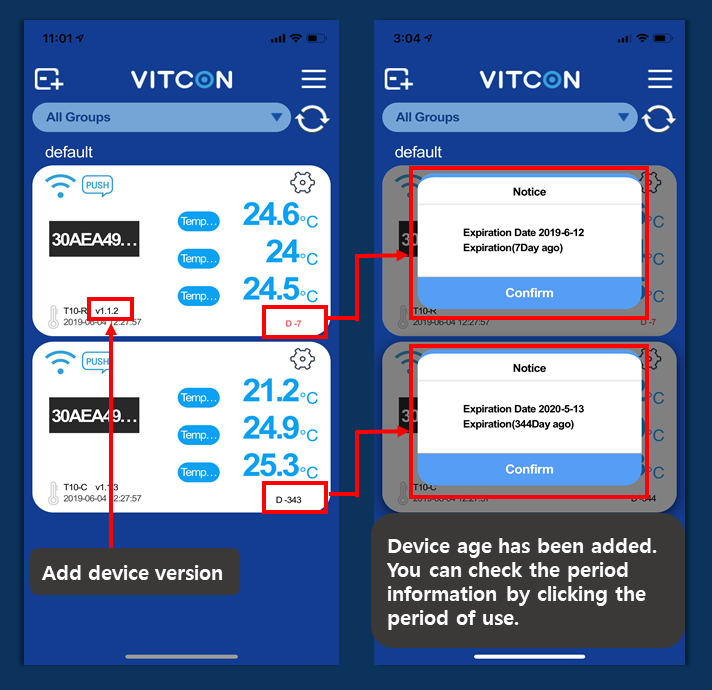 11:01
VITCON
All Groups
default
PUSH
30AEA49…
Temp…
24.6°C
Temp…
24°C
Temp…
24.5°C
T10-R v1.1.2
2019-06-04 12:27:57
D -7
PUSH
30AEA49…
Temp…
21.2°C
Temp…
24.9°C
Temp…
25.3°C
T10-C v1.1.3
2019-06-04 12:27:57
D -343
Add device version
3:04
VITCON
All Groups
default
Notice
Expiration Date 2019-6-12
Expiration(7Day ago)
Confirm
30
°C
°C
°C
T10-R
2019-06-04 12:27:57
D -7
Notice
Expiration Date 2020-5-13
Expiration(344Day ago)
Confirm
30
°C
°C
°C
T10-C
2019-06-04 12:27:57
Device age has been added.
You can check the period
information by clicking the
period of use.